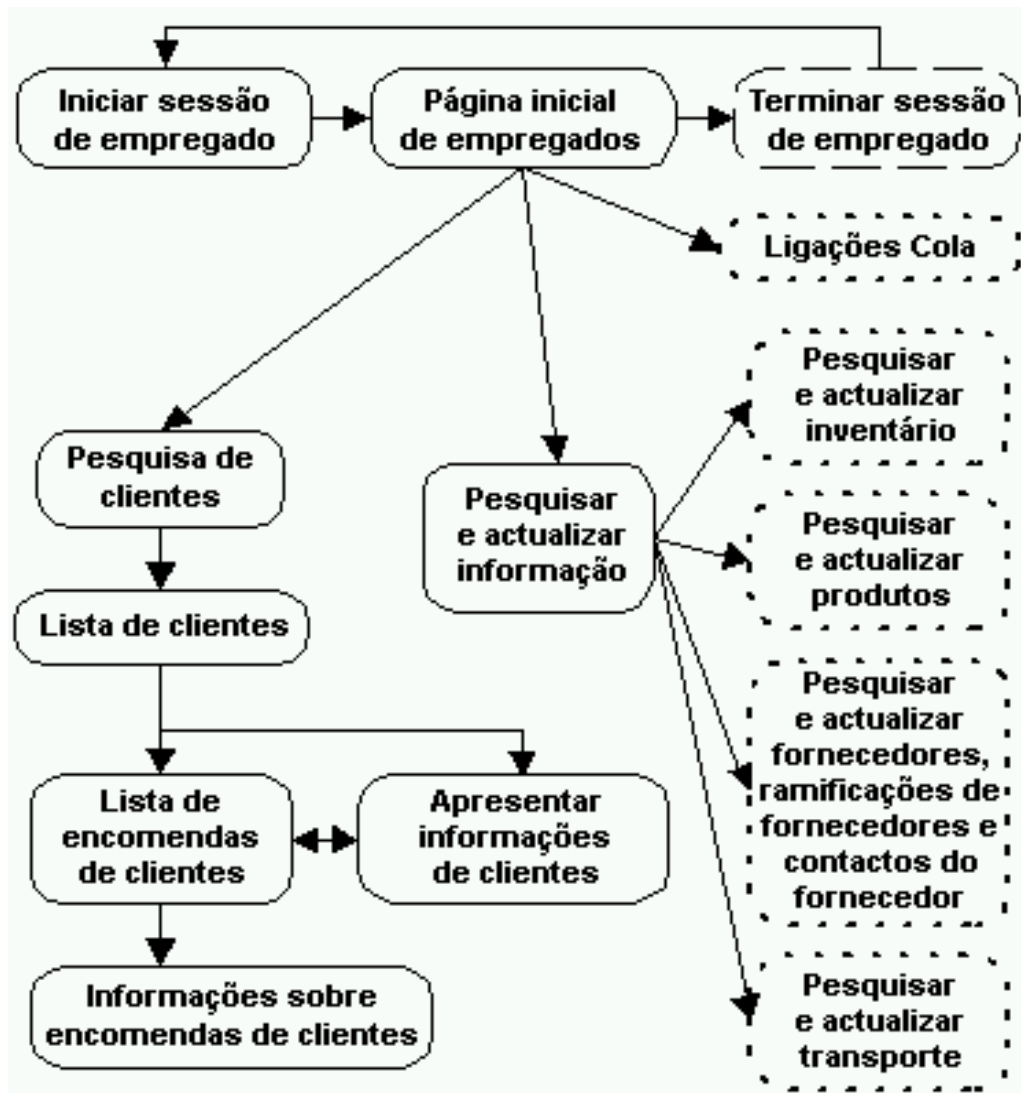 Iniciar sessão
de empregado
Página inicial
de empregados
Terminar sessão
de empregado
Ligações Cola
Pesquisar
e actualizar
inventário
Pesquisa de
clientes
Pesquisar
e actualizar
informação
Pesquisar
e actualizar
produtos
Lista de clientes
Pesquisar
e actualizar
fornecedores,
ramificações de
fornecedores e
contactos do
fornecedor
Lista de
encomendas
de clientes
Apresentar
informações
de clientes
Informações sobre
encomendas de clientes
Pesquisar
e actualizar
transporte